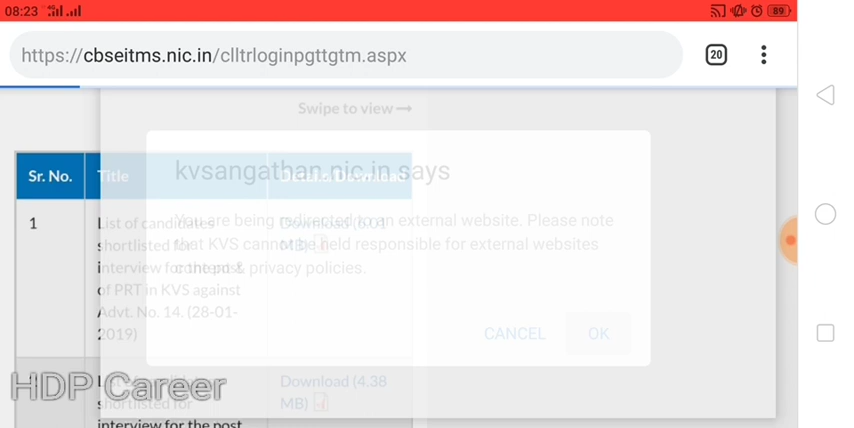 08:23 4G 89
https://cbseitms.nic.in/clltrloginpgttgtm.aspx 20
Swipe to view
kvsangathan.nic.in says
You are being redirected to an external website. Please note
that KVS cannot be held responsible for external websites
content & privacy policies.
CANCEL OK
Sr. No. Title Details/Download
1 List of candidates
shortlisted for
interview for the post
of PRT in KVS against
Advt. No. 14. (28-01-
2019)
Download (6.01
MB)
shortlisted for
interview for the post
Download (4.38
MB)
HDP Career